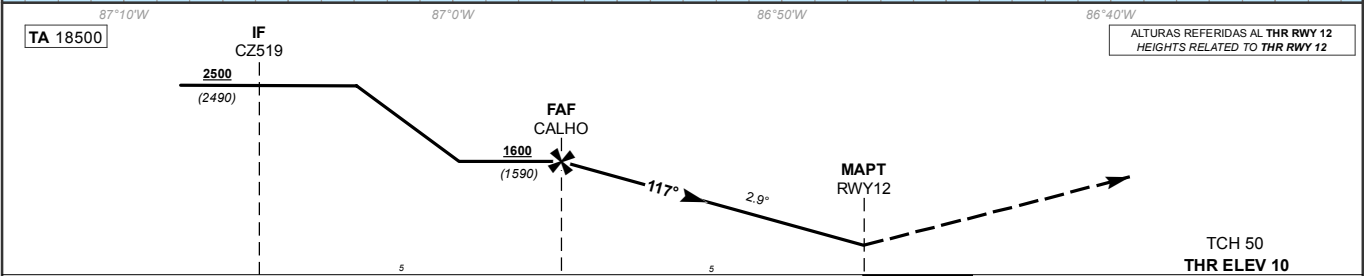 87°10'W 87°0'W 86°50'W 86°40'W
TA 18500
ALTURAS REFERIDAS AL THR RWY 12
HEIGHTS RELATED TO THR RWY 12
IF
CZ519
2500
(2490)
FAF
CALHO
1600
(1590)
117°
2.9°
MAPT
RWY12
TCH 50
THR ELEV 10
5 5